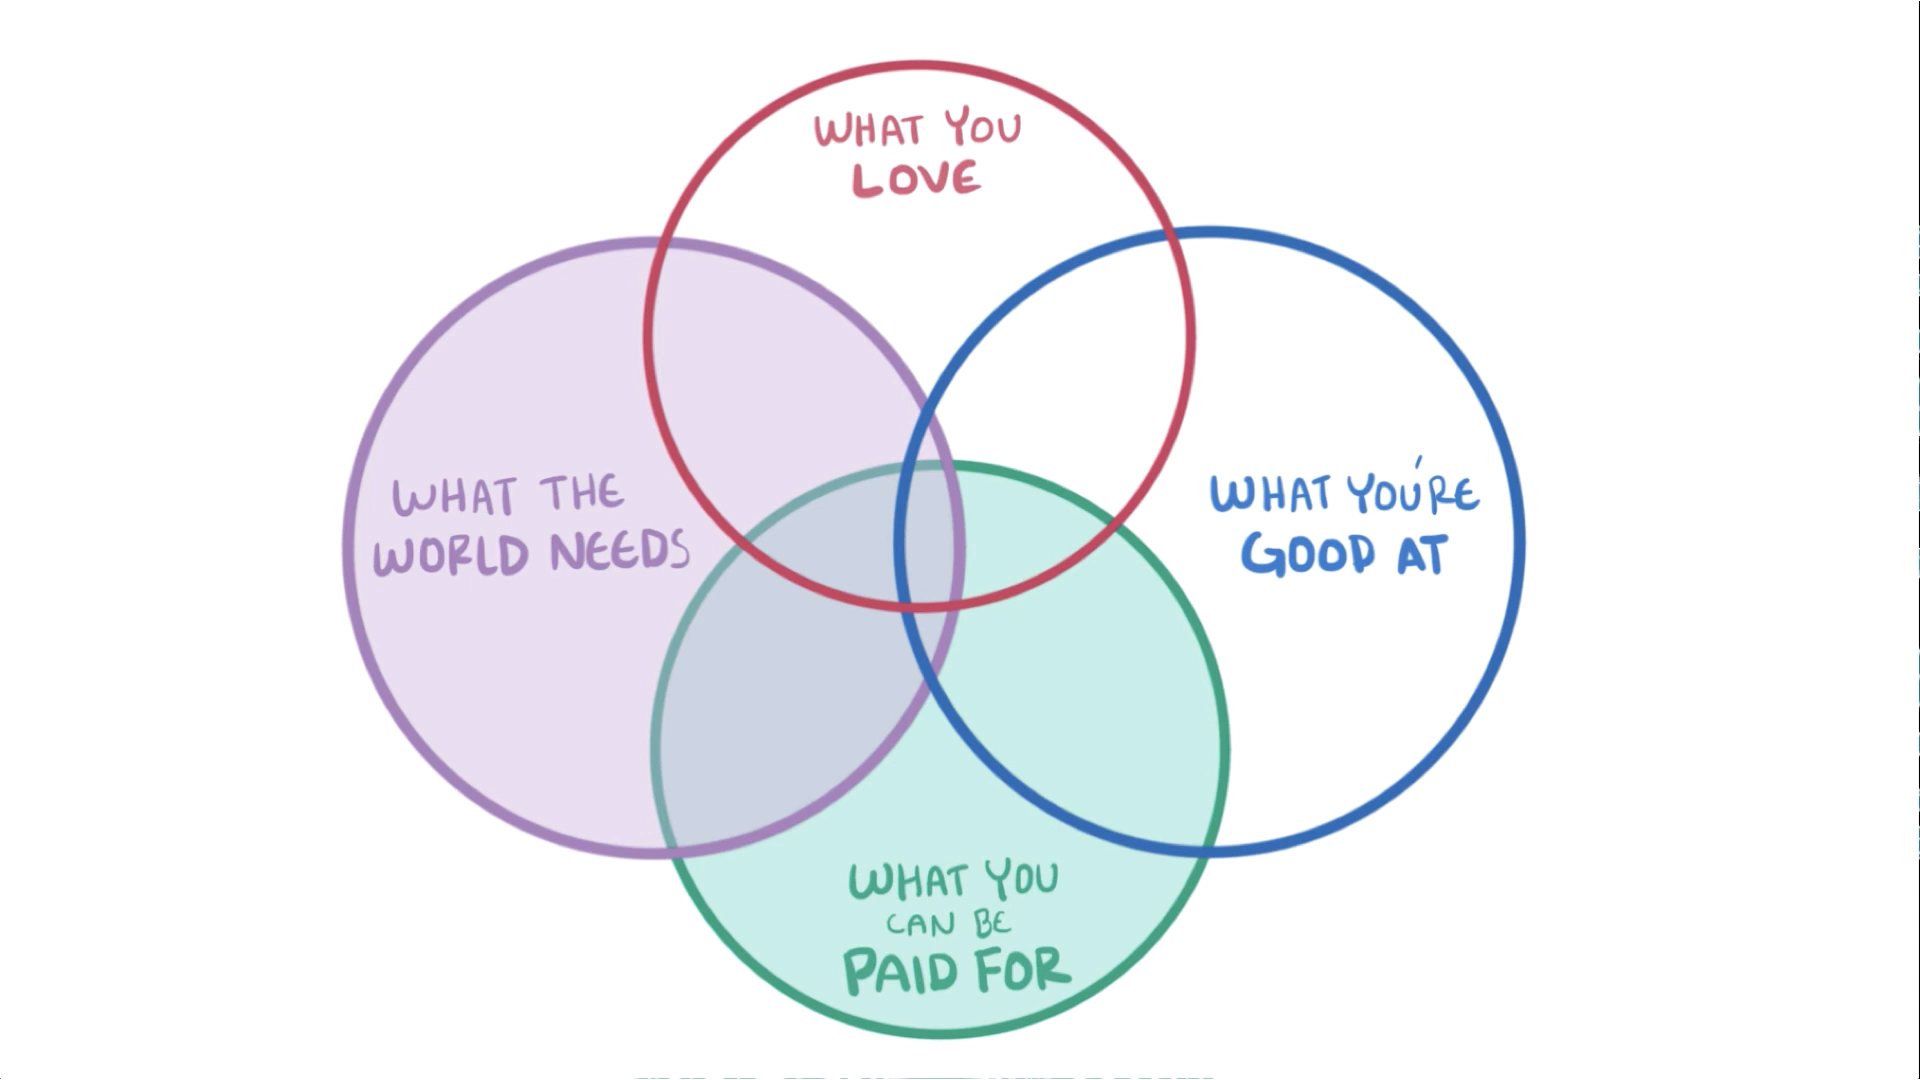 WHAT YOU
LOVE
WHAT THE
WORLD NEEDS
WHAT YOU'RE
GOOD AT
WHAT YOU
CAN BE
PAID FOR